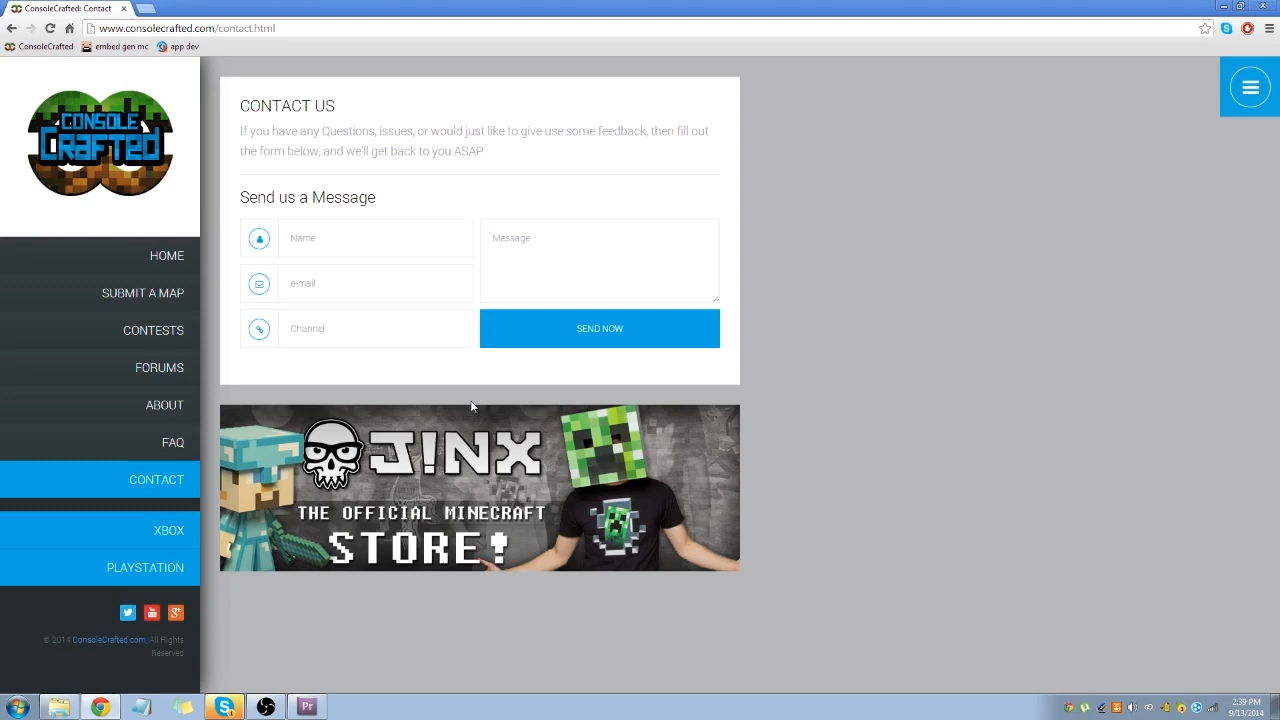 ConsoleCrafted: Contact
www.consolecrafted.com/contact.html
ConsoleCrafted
embed gen mc
app dev
CONSOLE
CRAFTED
HOME
SUBMIT A MAP
CONTESTS
FORUMS
ABOUT
FAQ
CONTACT
XBOX
PLAYSTATION
© 2014 ConsoleCrafted.com, All Rights
Reserved
CONTACT US
If you have any Questions, issues, or would just like to give use some feedback, then fill out
the form below, and we'll get back to you ASAP.
Send us a Message
Name
Message
e-mail
Channel
SEND NOW
J!NX
THE OFFICIAL MINECRAFT
STORE!
Pr
2:39 PM
9/13/2014